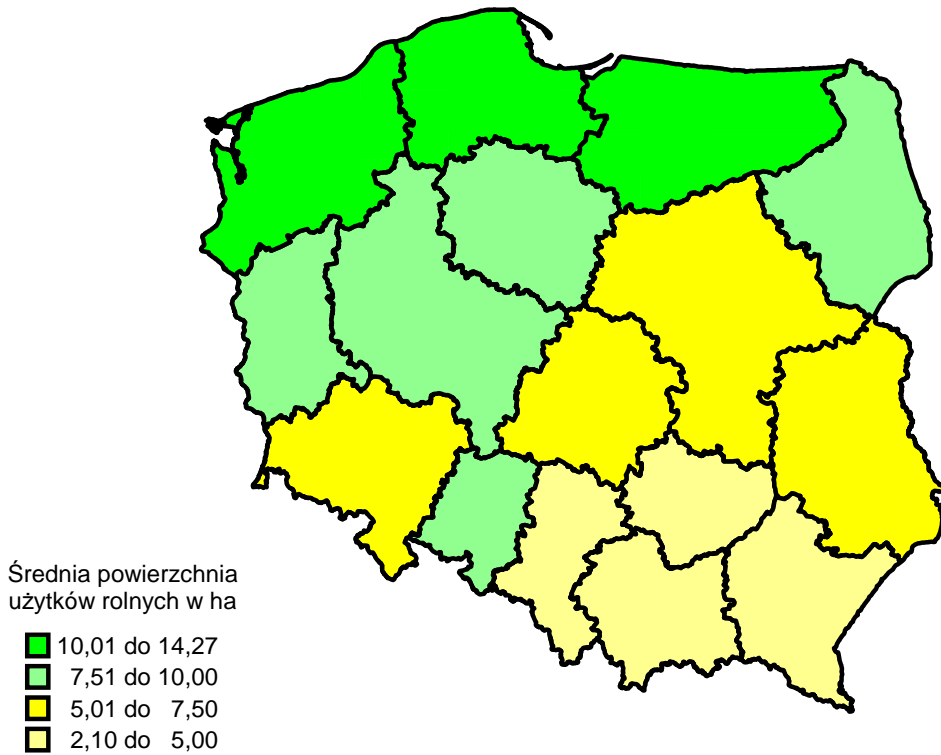 Średnia powierzchnia
użytków rolnych w ha
10,01 do 14,27
7,51 do 10,00
5,01 do 7,50
2,10 do 5,00